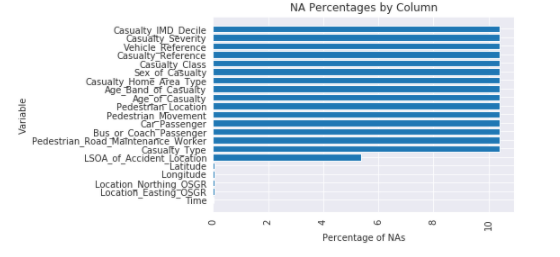 NA Percentages by Column
Casualty_IMD_Decile
Casualty_Severity
Vehicle_Reference
Casualty_Reference
Casualty_Class
Sex_of_Casualty
Casualty_Home_Area_Type
Age_Band_of_Casualty
Age_of_Casualty
Pedestrian_Location
Pedestrian_Movement
Car_Passenger
Bus_or_Coach_Passenger
Pedestrian_Road_Maintenance_Worker
Casualty_Type
LSOA_of_Accident_Location
Latitude
Longitude
Location_Northing_OSGR
Location_Easting_OSGR
Time
Variable
0 2 4 6 8 10
Percentage of NAs